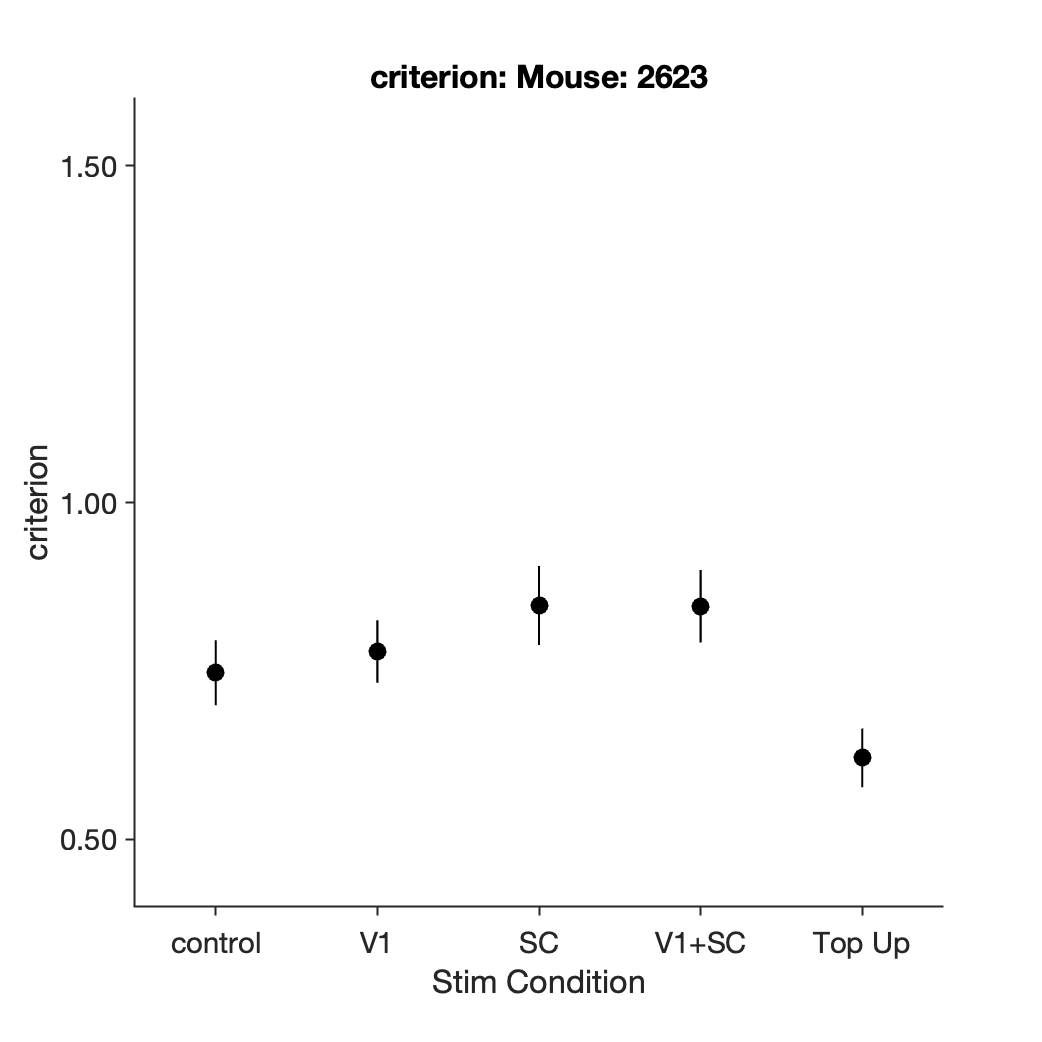 criterion: Mouse: 2623
1.50
1.00
0.50
criterion
control
V1
SC
V1+SC
Top Up
Stim Condition